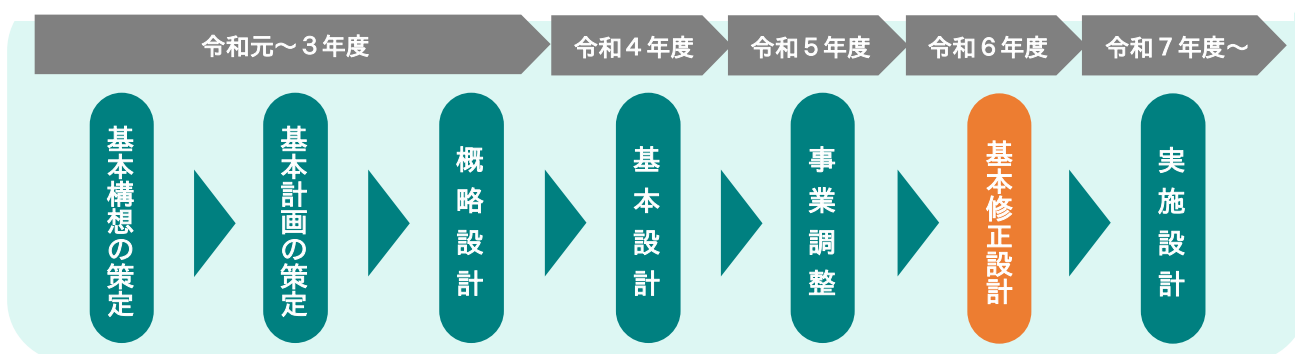 令和元～３年度
令和４年度
令和５年度
令和６年度
令和７年度～
基本構想の策定
基本計画の策定
概略設計
基本設計
事業調整
基本修正設計
実施設計